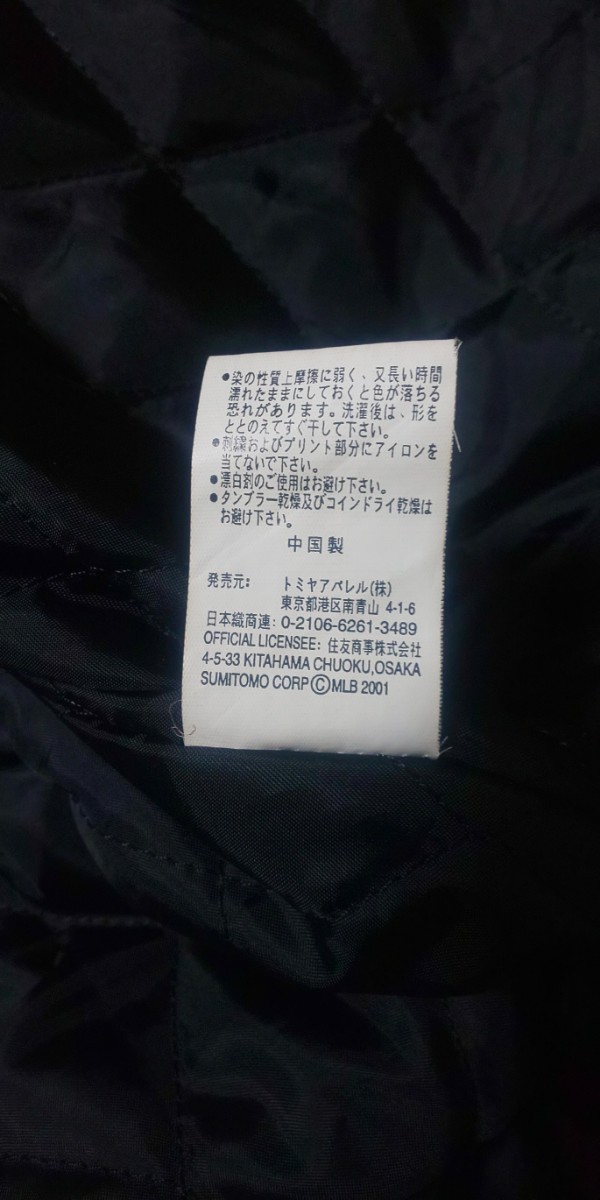 ●染の性質上摩擦に弱く、又長い時間
濡れたままにしておくと色が落ちる
恐れがあります。洗濯後は、形を
ととのえてすぐ干して下さい。
●刺繍およびプリント部分にアイロンを
当てないで下さい。
●漂白剤のご使用はお避け下さい。
●タンブラー乾燥及びコインドライ乾燥は
お避け下さい。
中国製
発売元: トミヤアパレル(株)
東京都港区南青山 4-1-6
日本織商連: 0-2106-6261-3489
OFFICIAL LICENSEE: 住友商事株式会社
4-5-33 KITAHAMA CHUOKU,OSAKA
SUMITOMO CORP ©MLB 2001